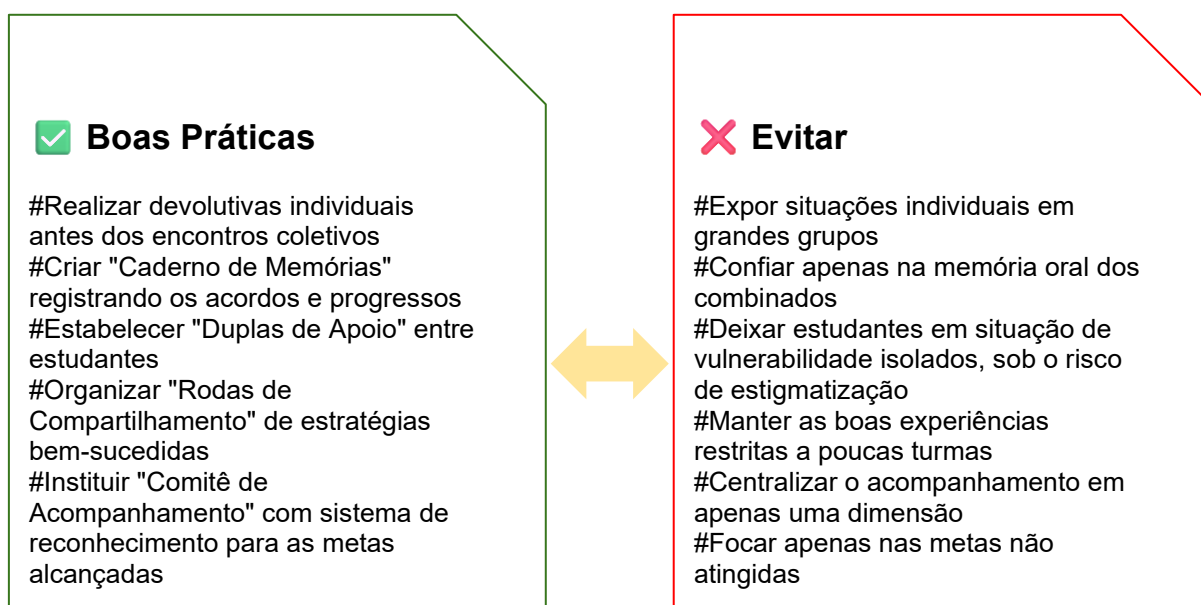 ✅ Boas Práticas
#Realizar devolutivas individuais
antes dos encontros coletivos
#Criar "Caderno de Memórias"
registrando os acordos e progressos
#Estabelecer "Duplas de Apoio" entre
estudantes
#Organizar "Rodas de
Compartilhamento" de estratégias
bem-sucedidas
#Instituir "Comitê de
Acompanhamento" com sistema de
reconhecimento para as metas
alcançadas
❌ Evitar
#Expor situações individuais em
grandes grupos
#Confiar apenas na memória oral dos
combinados
#Deixar estudantes em situação de
vulnerabilidade isolados, sob o risco
de estigmatização
#Manter as boas experiências
restritas a poucas turmas
#Centralizar o acompanhamento em
apenas uma dimensão
#Focar apenas nas metas não
atingidas